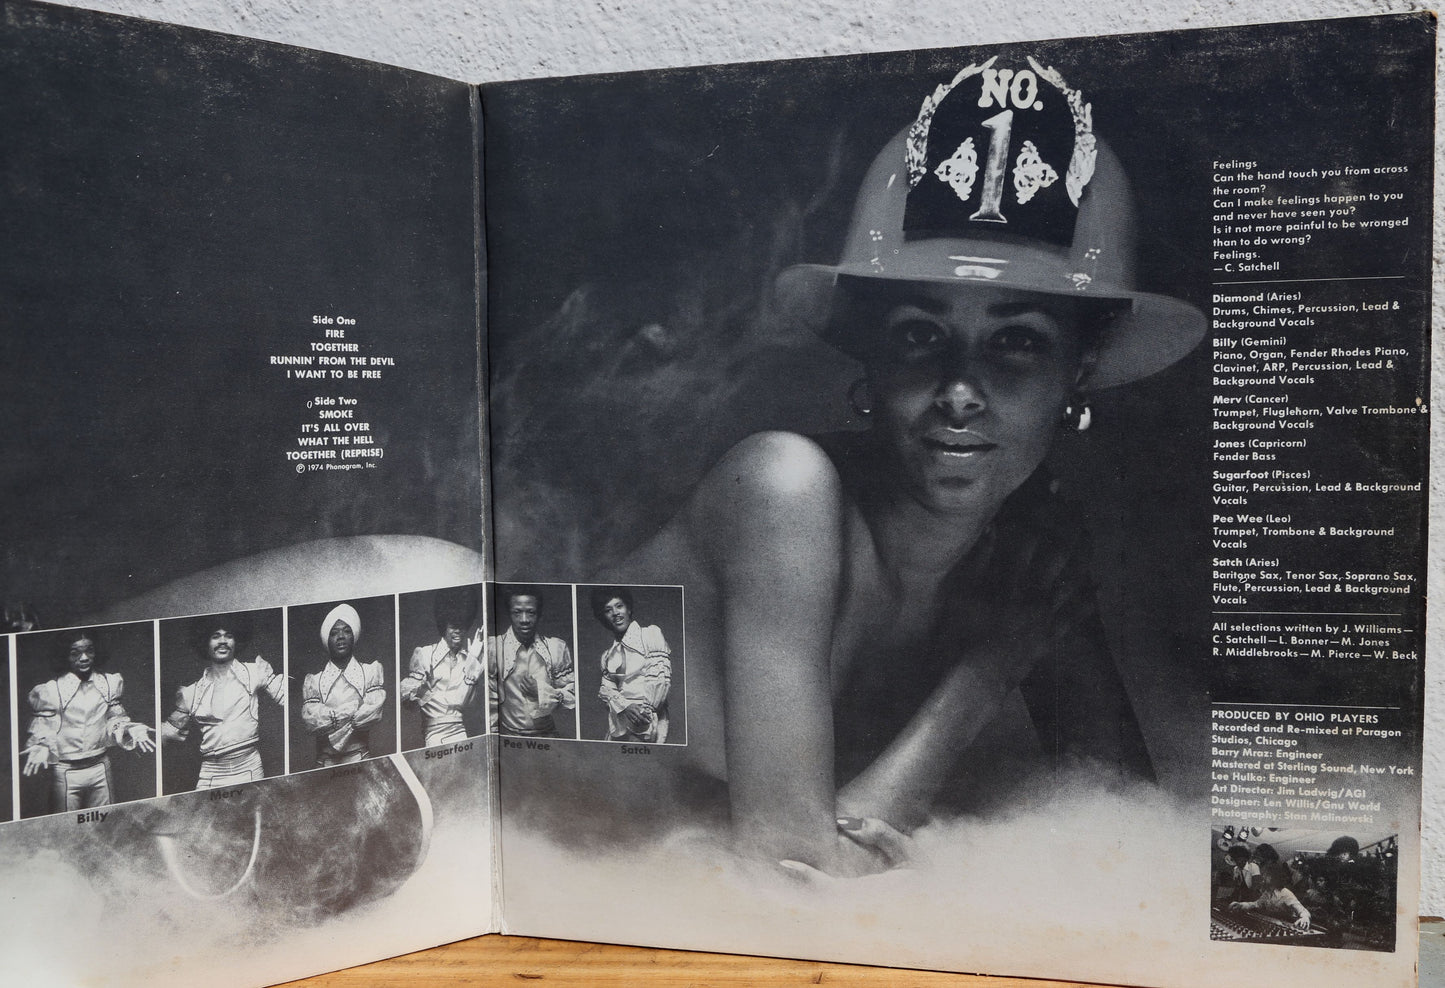 Side One
FIRE
TOGETHER
RUNNIN' FROM THE DEVIL
I WANT TO BE FREE
Side Two
SMOKE
IT'S ALL OVER
WHAT THE HELL
TOGETHER (REPRISE)
℗ 1974 Phonogram, Inc.
Billy
Merv
Jones
Sugarfoot
Pee Wee
Satch
NO.
1
Feelings
Can the hand touch you from across
the room?
Can I make feelings happen to you
and never have seen you?
Is it not more painful to be wronged
than to do wrong?
Feelings.
—C. Satchell
Diamond (Aries)
Drums, Chimes, Percussion, Lead &
Background Vocals
Billy (Gemini)
Piano, Organ, Fender Rhodes Piano,
Clavinet, ARP, Percussion, Lead &
Background Vocals
Merv (Cancer)
Trumpet, Fluglehorn, Valve Trombone &
Background Vocals
Jones (Capricorn)
Fender Bass
Sugarfoot (Pisces)
Guitar, Percussion, Lead & Background
Vocals
Pee Wee (Leo)
Trumpet, Trombone & Background
Vocals
Satch (Aries)
Baritone Sax, Tenor Sax, Soprano Sax,
Flute, Percussion, Lead & Background
Vocals
All selections written by J. Williams—
C. Satchell—L. Bonner—M. Jones
R. Middlebrooks—M. Pierce—W. Beck
PRODUCED BY OHIO PLAYERS
Recorded and Re-mixed at Paragon
Studios, Chicago
Barry Mraz: Engineer
Mastered at Sterling Sound, New York
Lee Hulko: Engineer
Art Director: Jim Ladwig/AGI
Designer: Len Willis/Gnu World
Photography: Stan Malinowski